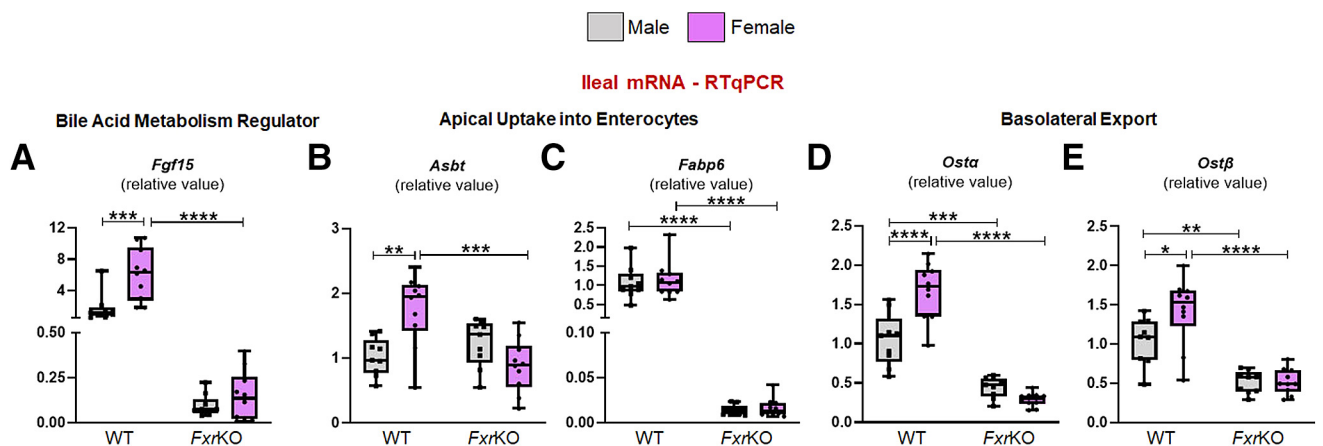 Male Female
Ileal mRNA - RTqPCR
Bile Acid Metabolism Regulator
Apical Uptake into Enterocytes
Basolateral Export
A
Fgf15
(relative value)
*** ****
12
8
4
0.50
0.25
0.00
WT FxrKO
B
Asbt
(relative value)
** ***
3
2
1
0
WT FxrKO
C
Fabp6
(relative value)
****
****
2.5
2.0
1.5
1.0
0.5
0.10
0.05
0.00
WT FxrKO
D
Ostα
(relative value)
***
**** ****
2.5
2.0
1.5
1.0
0.5
0.0
WT FxrKO
E
Ostβ
(relative value)
**
* ****
2.5
2.0
1.5
1.0
0.5
0.0
WT FxrKO